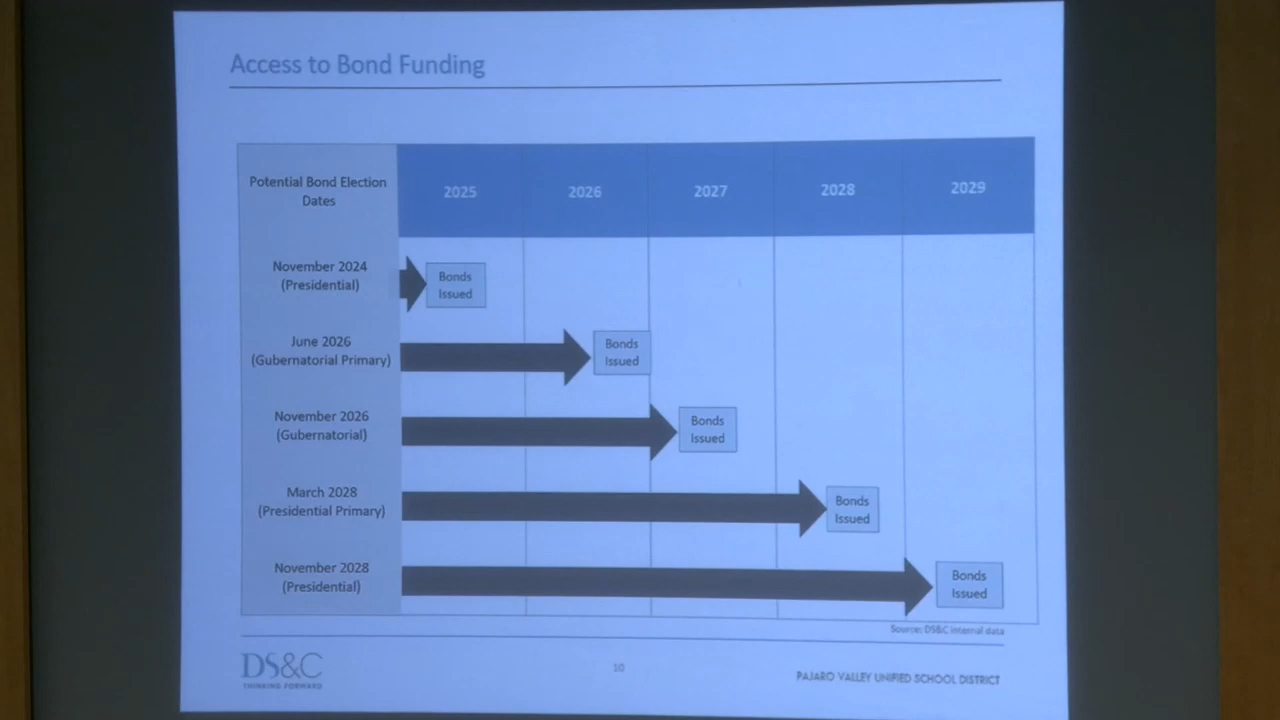 Access to Bond Funding
Potential Bond Election
Dates
2025
2026
2027
2028
2029
November 2024
(Presidential)
Bonds
Issued
June 2026
(Gubernatorial Primary)
Bonds
Issued
November 2026
(Gubernatorial)
Bonds
Issued
March 2028
(Presidential Primary)
Bonds
Issued
November 2028
(Presidential)
Bonds
Issued
Source: DS&C internal data
DS&C
THINKING FORWARD
10
PAJARO VALLEY UNIFIED SCHOOL DISTRICT